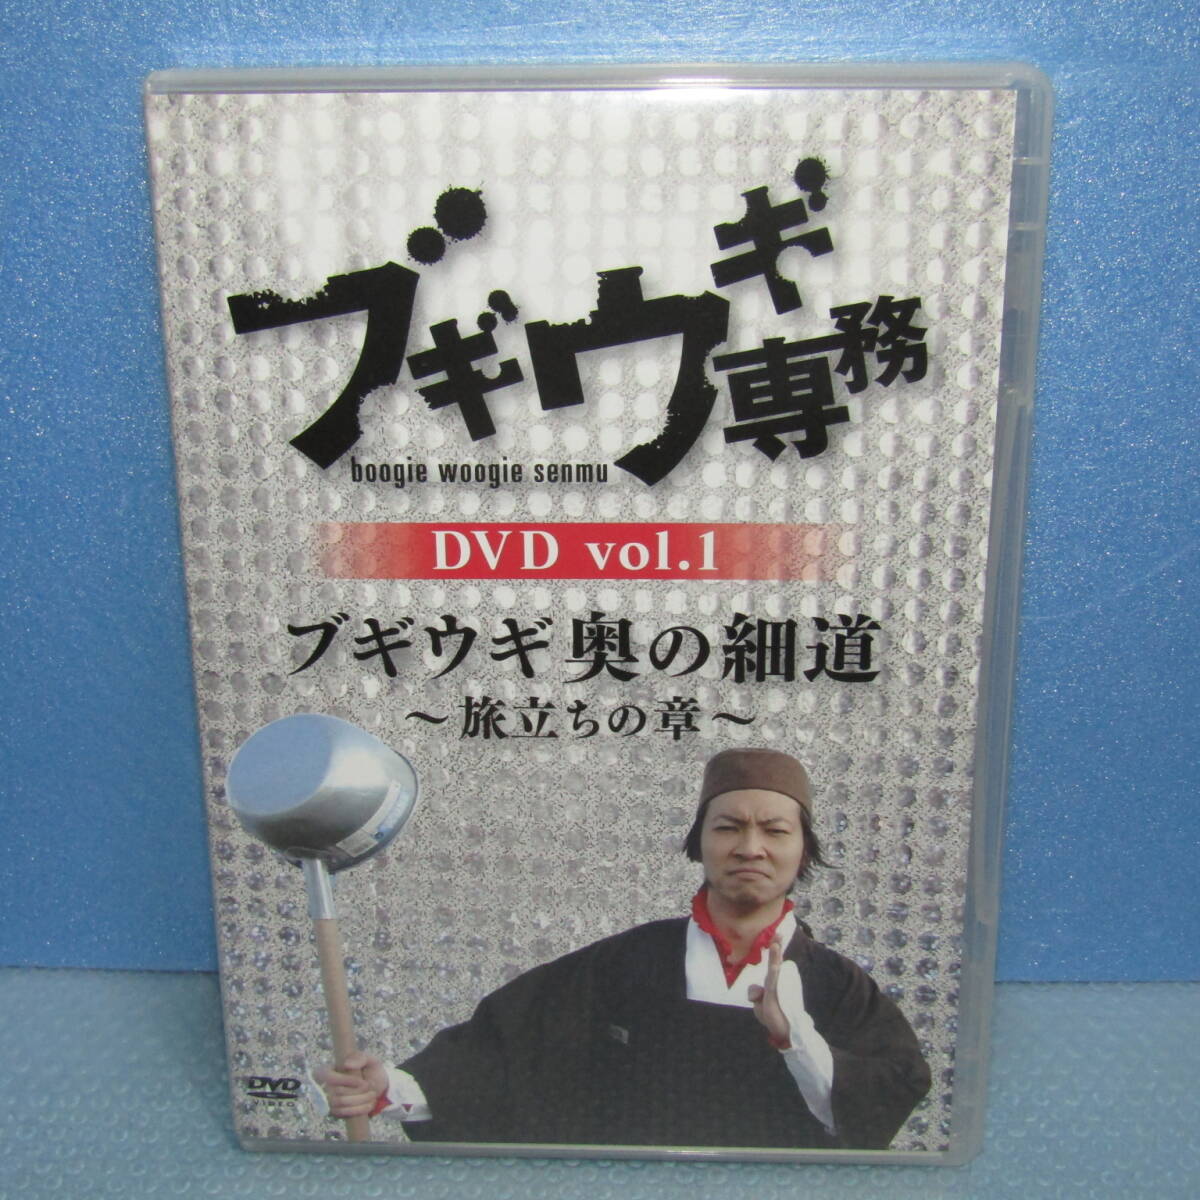 ブギウギ専務
boogie woogie senmu
DVD vol.1
ブギウギ奥の細道
～旅立ちの章～
DVD
VIDEO